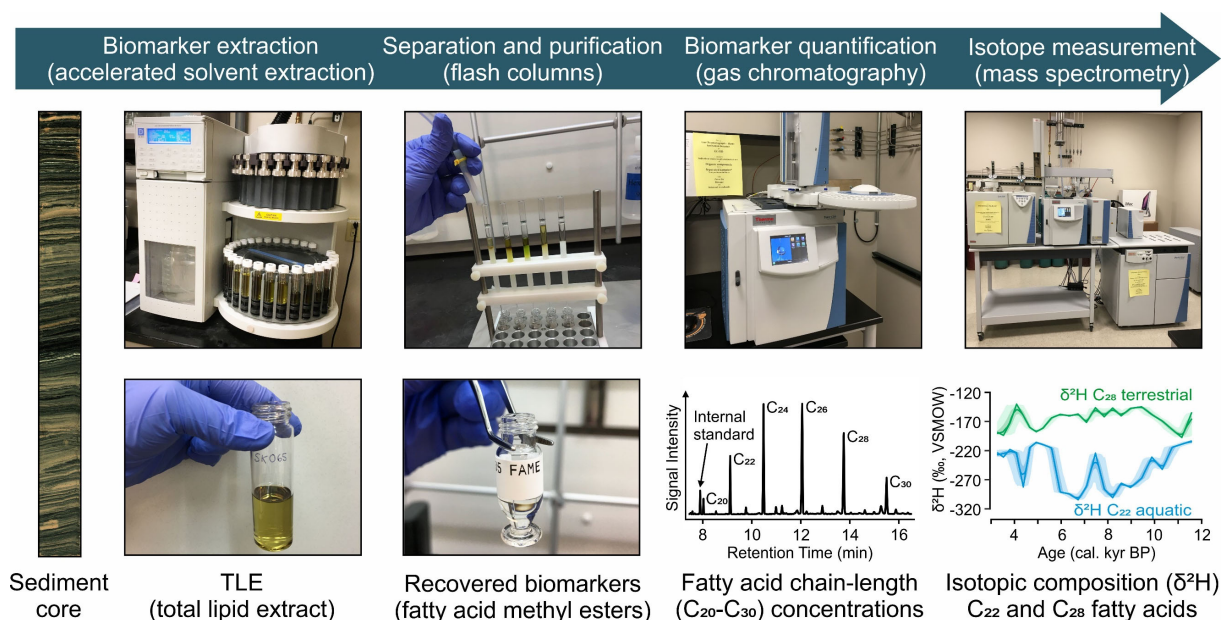 Biomarker extraction
(accelerated solvent extraction)
Separation and purification
(flash columns)
Biomarker quantification
(gas chromatography)
Isotope measurement
(mass spectrometry)
SK065
5 FAME
Signal Intensity
Internal
standard
C₂₀
C₂₂
C₂₄
C₂₆
C₂₈
C₃₀
8 10 12 14 16
Retention Time (min)
δ²H (‰, VSMOW)
-120
-170
-220
-270
-320
δ²H C₂₈ terrestrial
δ²H C₂₂ aquatic
4 6 8 10 12
Age (cal. kyr BP)
Sediment
core
TLE
(total lipid extract)
Recovered biomarkers
(fatty acid methyl esters)
Fatty acid chain-length
(C₂₀-C₃₀) concentrations
Isotopic composition (δ²H)
C₂₂ and C₂₈ fatty acids